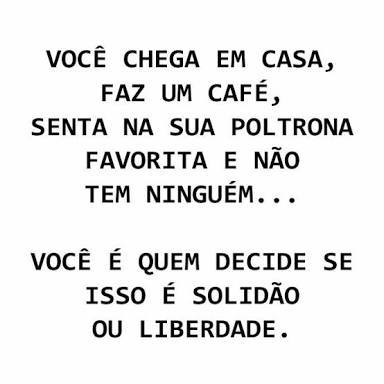 VOCÊ CHEGA EM CASA,
FAZ UM CAFÉ,
SENTA NA SUA POLTRONA
FAVORITA E NÃO
TEM NINGUÉM...
VOCÊ É QUEM DECIDE SE
ISSO É SOLIDÃO
OU LIBERDADE.